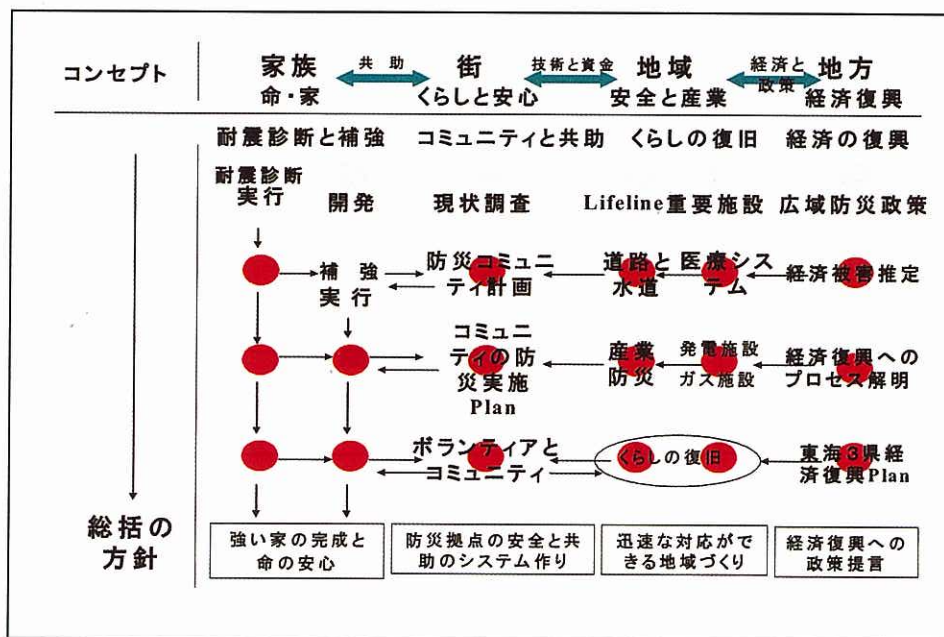 コンセプト
家族 共助 街 技術と資金 地域 経済と政策 地方
命・家 くらしと安心 安全と産業 経済復興
耐震診断と補強 コミュニティと共助 くらしの復旧 経済の復興
耐震診断
実行
開発 現状調査 Lifeline重要施設 広域防災政策
補強
実行
防災コミュニ
ティ計画
道路と
水道
医療シス
テム
経済被害推定
コミュニ
ティの防
災実施
Plan
産業
防災
発電施設
ガス施設
経済復興への
プロセス解明
ボランティアと
コミュニティ
くらしの復旧
東海3県経
済復興Plan
総括の
方針
強い家の完成と
命の安心
防災拠点の安全と共
助のシステム作り
迅速な対応がで
きる地域づくり
経済復興への
政策提言